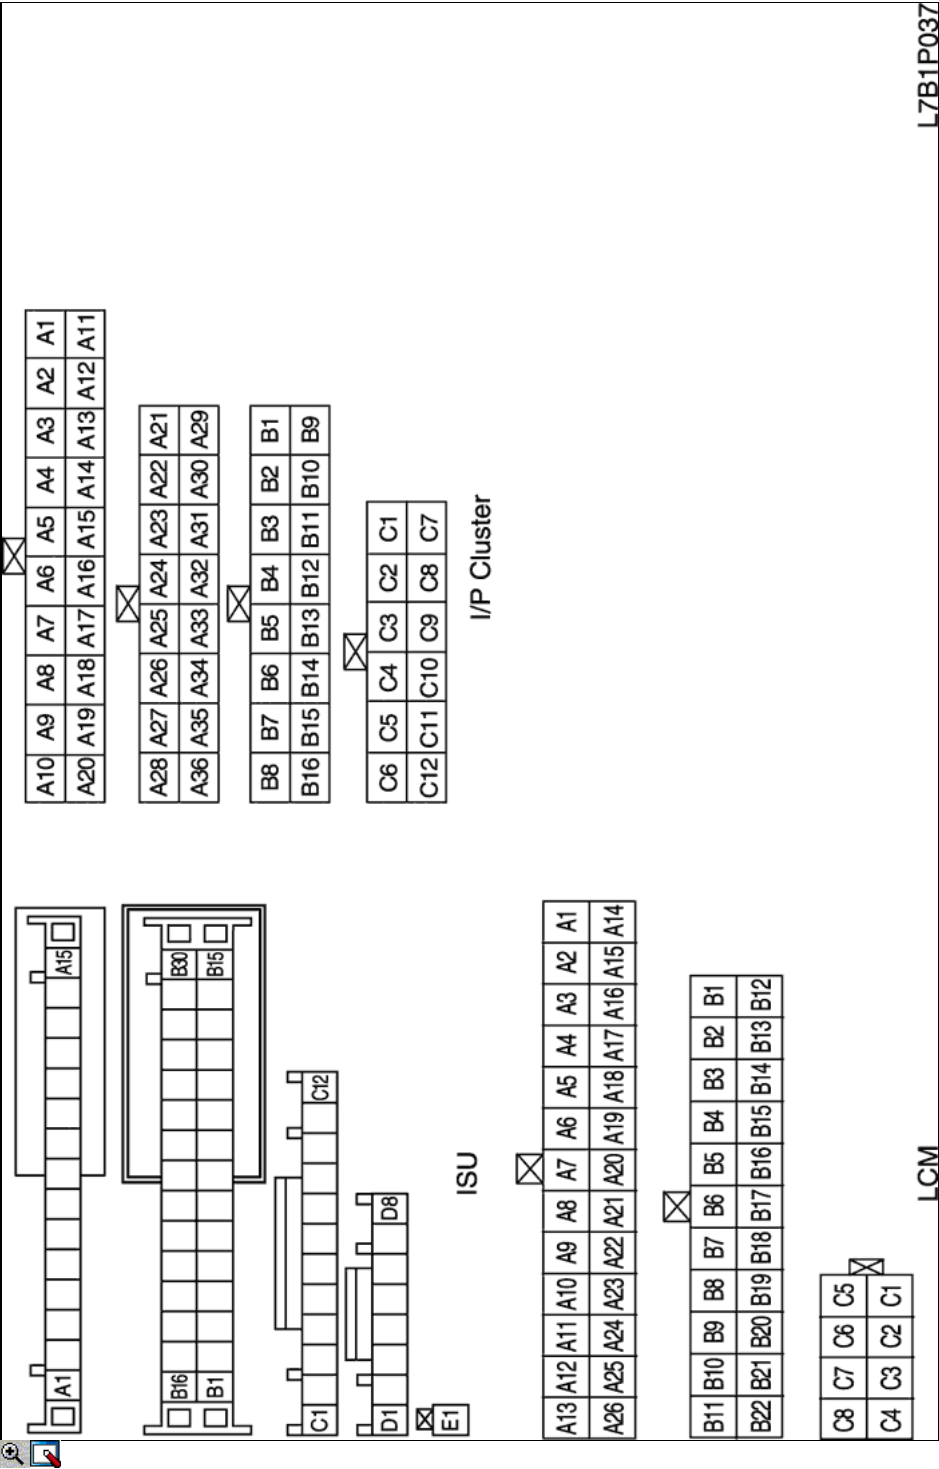 L7B1P037
A10 A9 A8 A7 A6 A5 A4 A3 A2 A1
A20 A19 A18 A17 A16 A15 A14 A13 A12 A11
A28 A27 A26 A25 A24 A23 A22 A21
A36 A35 A34 A33 A32 A31 A30 A29
B8 B7 B6 B5 B4 B3 B2 B1
B16 B15 B14 B13 B12 B11 B10 B9
C6 C5 C4 C3 C2 C1
C12 C11 C10 C9 C8 C7
I/P Cluster
A1 A15
B16 B30
B1 B15
C1 C12
D1 D8
E1
ISU
A13 A12 A11 A10 A9 A8 A7 A6 A5 A4 A3 A2 A1
A26 A25 A24 A23 A22 A21 A20 A19 A18 A17 A16 A15 A14
B11 B10 B9 B8 B7 B6 B5 B4 B3 B2 B1
B22 B21 B20 B19 B18 B17 B16 B15 B14 B13 B12
C8 C7 C6 C5
C4 C3 C2 C1
LCM